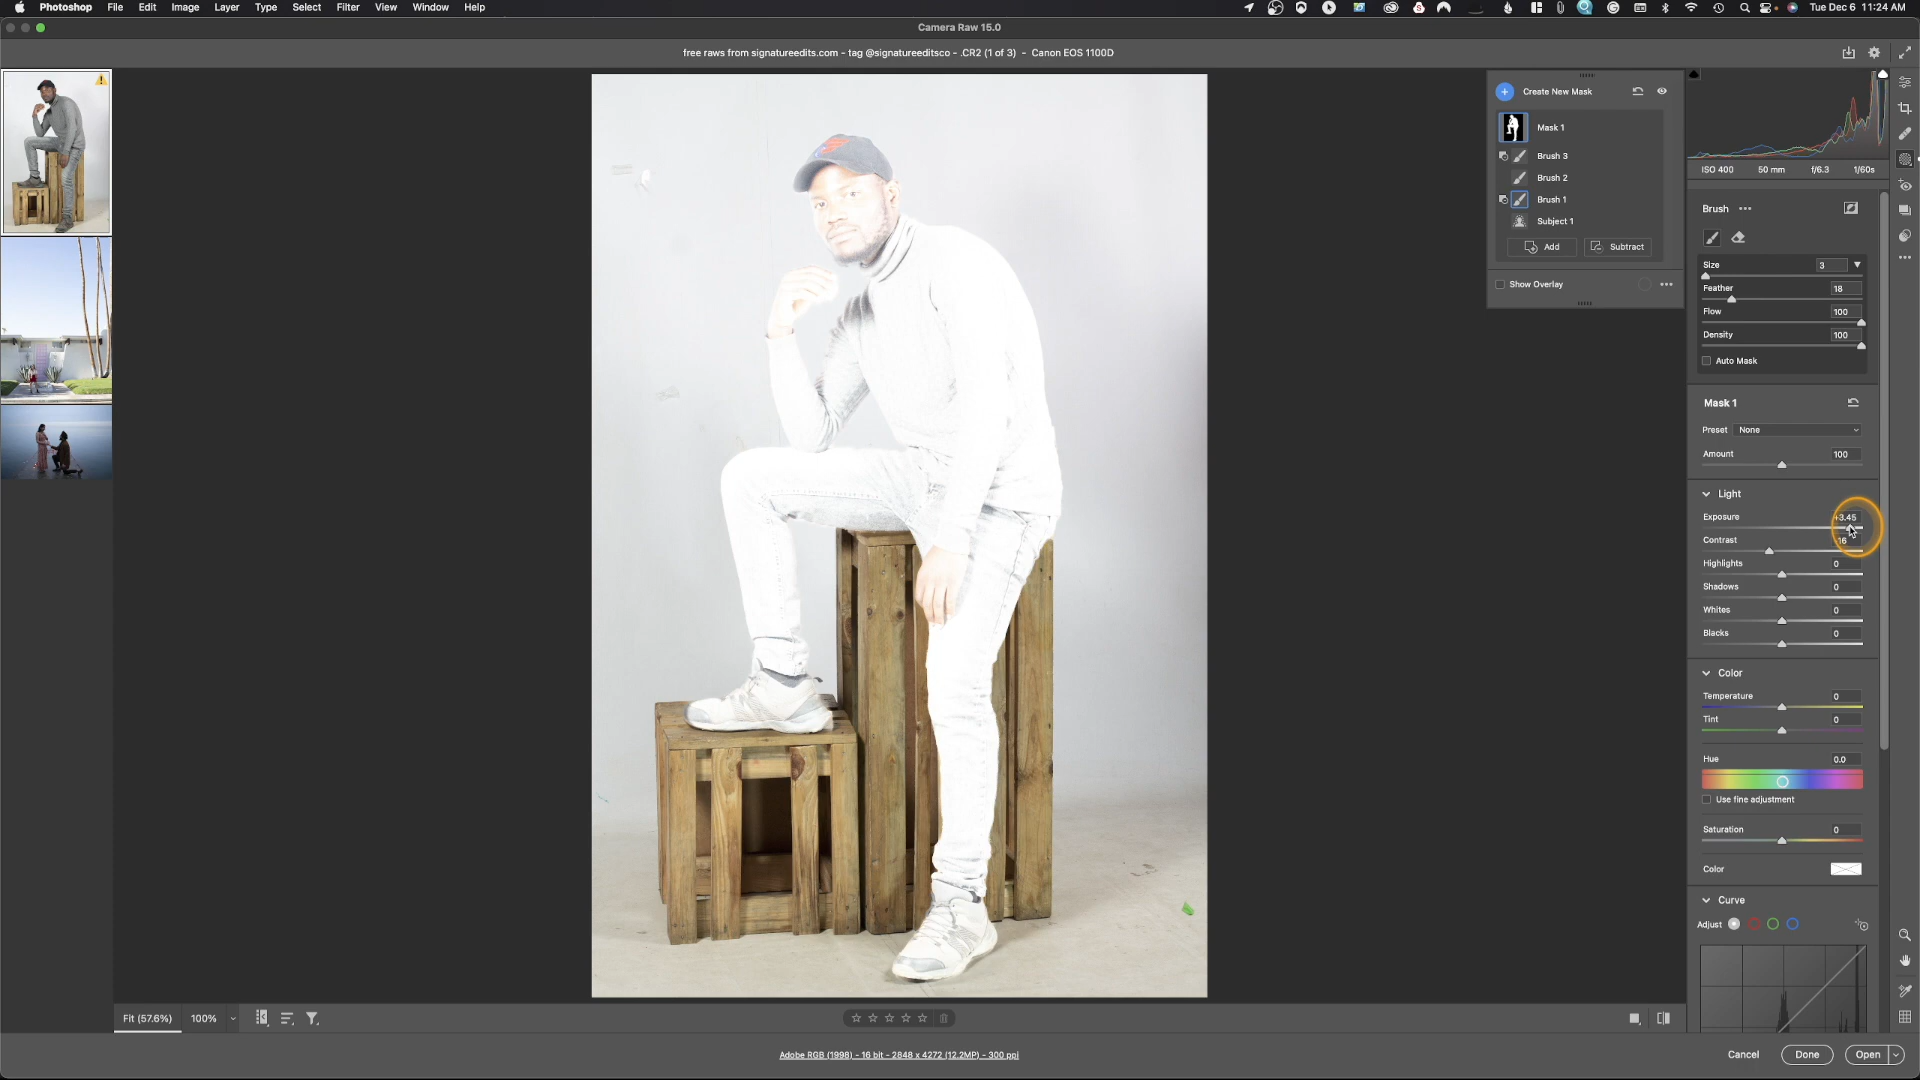 Photoshop File Edit Image Layer Type Select Filter View Window Help Tue Dec 6 11:24 AM
Camera Raw 15.0
free raws from signatureedits.com - tag @signatureeditsco - .CR2 (1 of 3) - Canon EOS 1100D
Create New Mask
Mask 1
Brush 3
Brush 2
Brush 1
Subject 1
Add Subtract
Show Overlay
ISO 400 50 mm f/6.3 1/60s
Brush
Size 3
Feather 18
Flow 100
Density 100
Auto Mask
Mask 1
Preset None
Amount 100
Light
Exposure +3.45
Contrast -16
Highlights 0
Shadows 0
Whites 0
Blacks 0
Color
Temperature 0
Tint 0
Hue 0.0
Use fine adjustment
Saturation 0
Color
Curve
Adjust
Fit (57.6%) 100%
Adobe RGB (1998) - 16 bit - 2848 x 4272 (12.2MP) - 300 ppi
Cancel Done Open